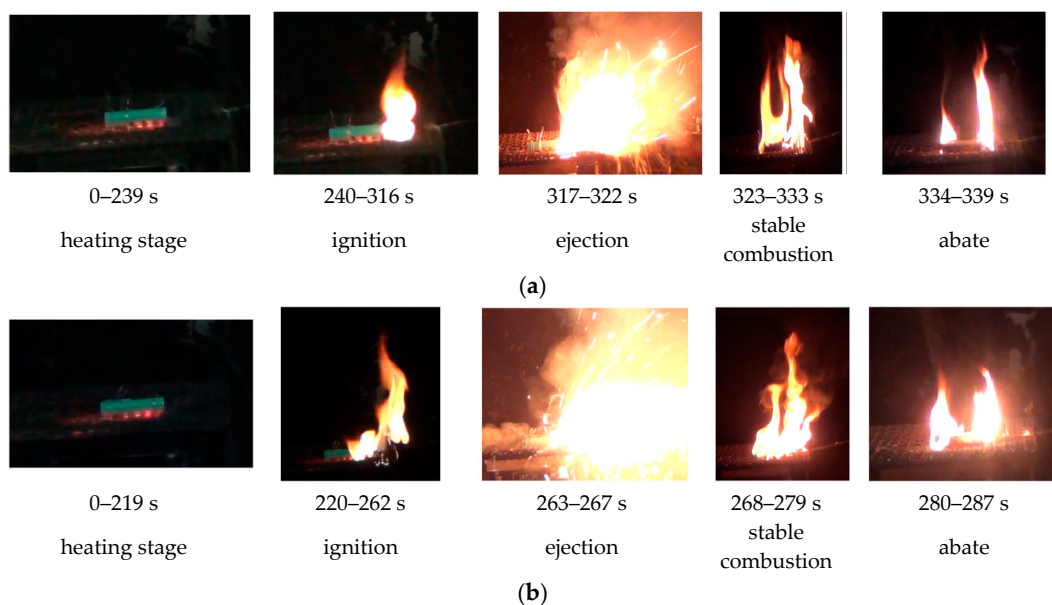 0–239 s 240–316 s 317–322 s 323–333 s 334–339 s
heating stage ignition ejection stable combustion abate
(a)
0–219 s 220–262 s 263–267 s 268–279 s 280–287 s
heating stage ignition ejection stable combustion abate
(b)